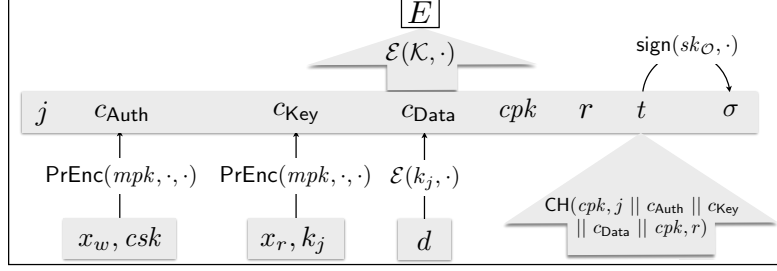 E
ℰ(𝒦, ·)
sign(sk𝒪, ·)
j c_Auth c_Key c_Data cpk r t σ
PrEnc(mpk, ·, ·) PrEnc(mpk, ·, ·) ℰ(k_j, ·)
CH(cpk, j || c_Auth || c_Key
|| c_Data || cpk, r)
x_w, csk x_r, k_j d